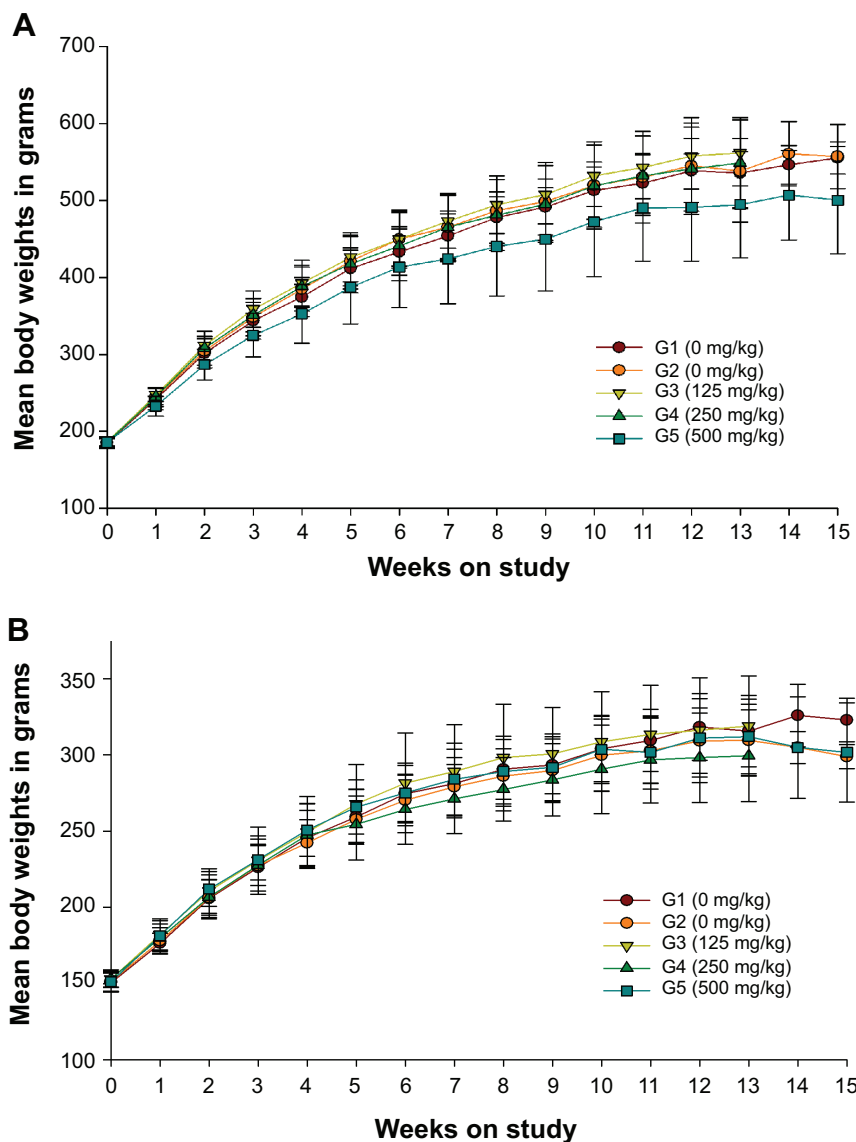 A
Mean body weights in grams
700
600
500
400
300
200
100
G1 (0 mg/kg)
G2 (0 mg/kg)
G3 (125 mg/kg)
G4 (250 mg/kg)
G5 (500 mg/kg)
0 1 2 3 4 5 6 7 8 9 10 11 12 13 14 15
Weeks on study
B
Mean body weights in grams
350
300
250
200
150
100
G1 (0 mg/kg)
G2 (0 mg/kg)
G3 (125 mg/kg)
G4 (250 mg/kg)
G5 (500 mg/kg)
0 1 2 3 4 5 6 7 8 9 10 11 12 13 14 15
Weeks on study